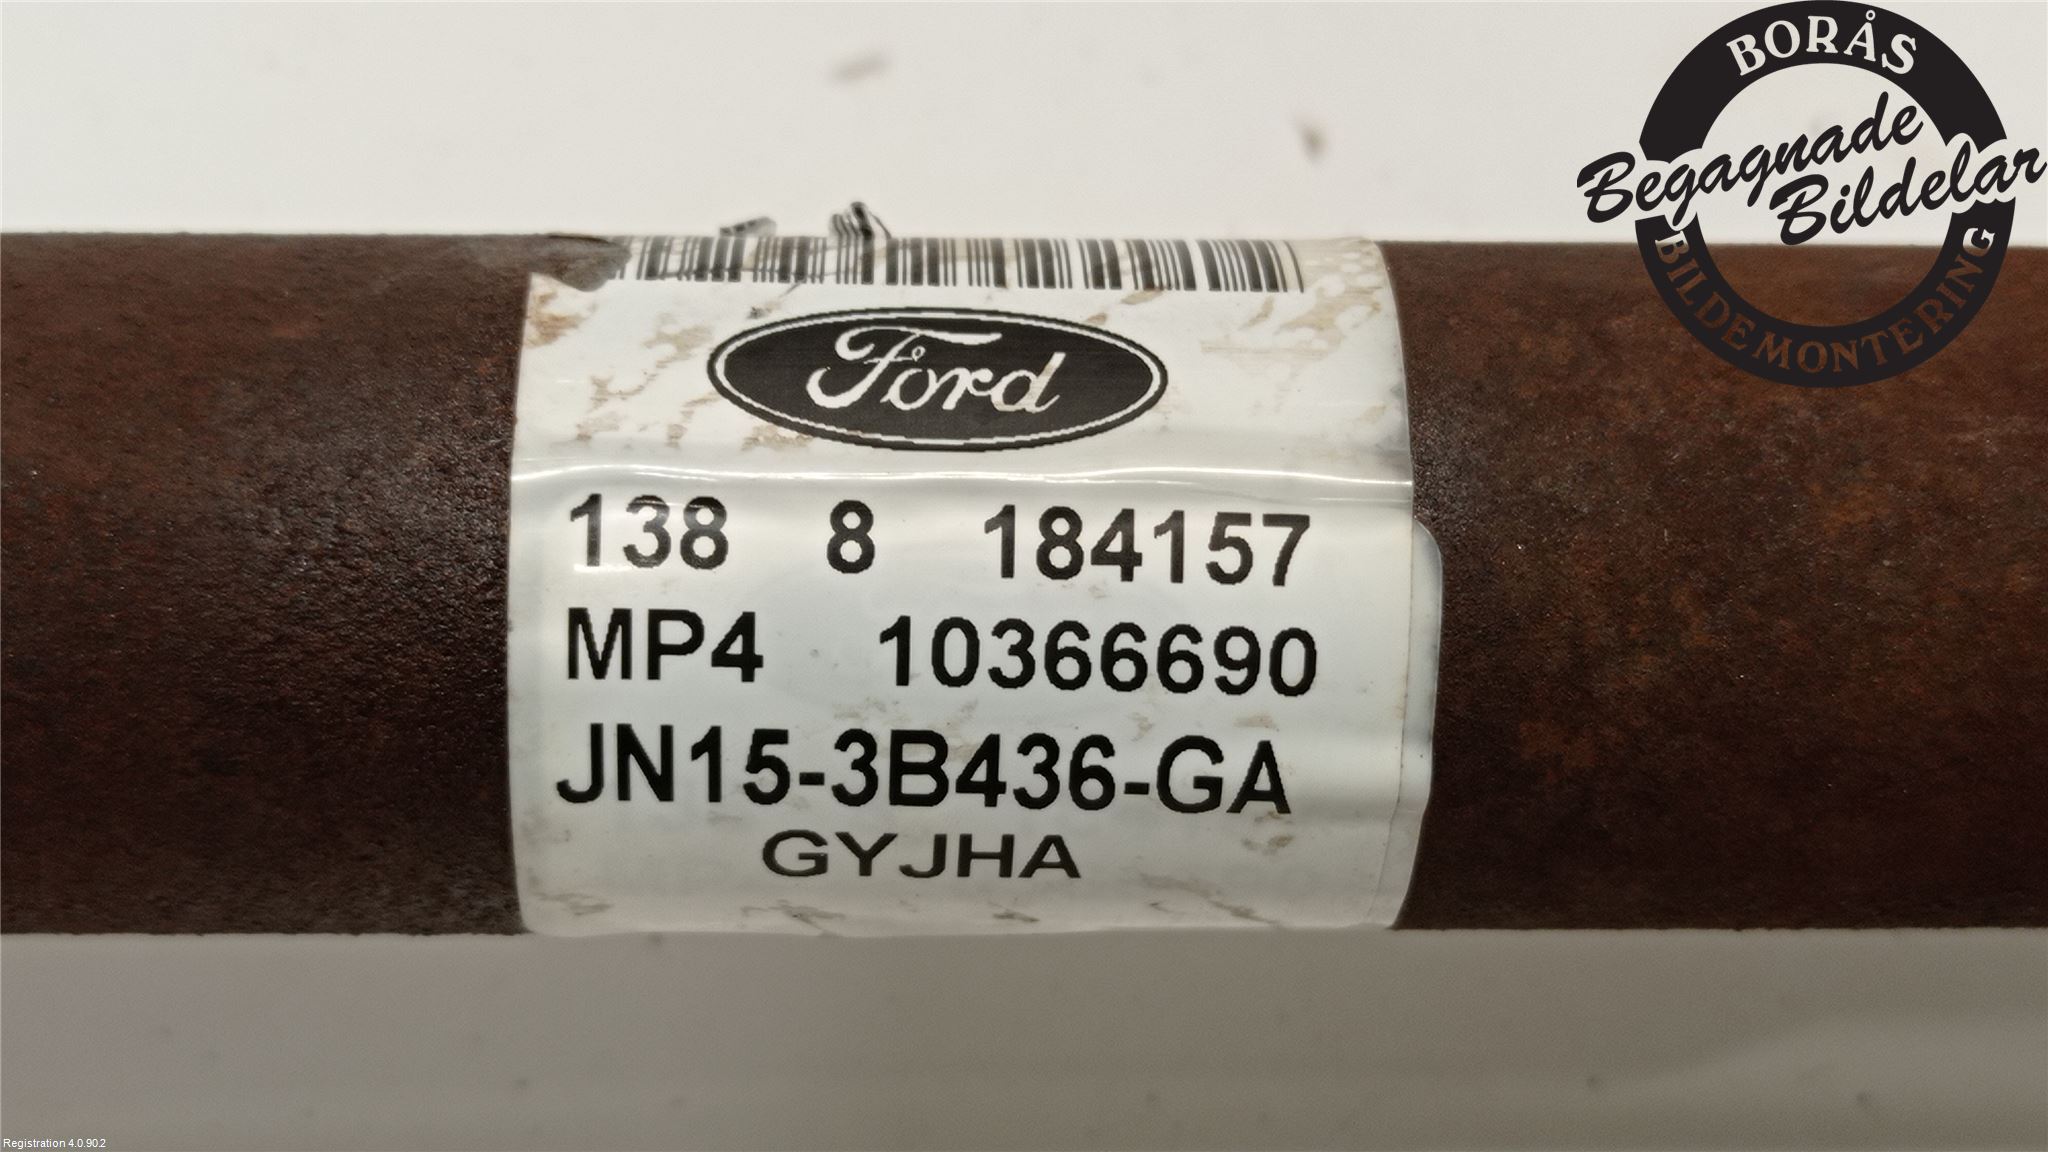 BORÅS
Begagnade
Bildelar
BILDEMONTERING
Ford
138 8 184157
MP4 10366690
JN15-3B436-GA
GYJHA
Registration 4.0.90.2